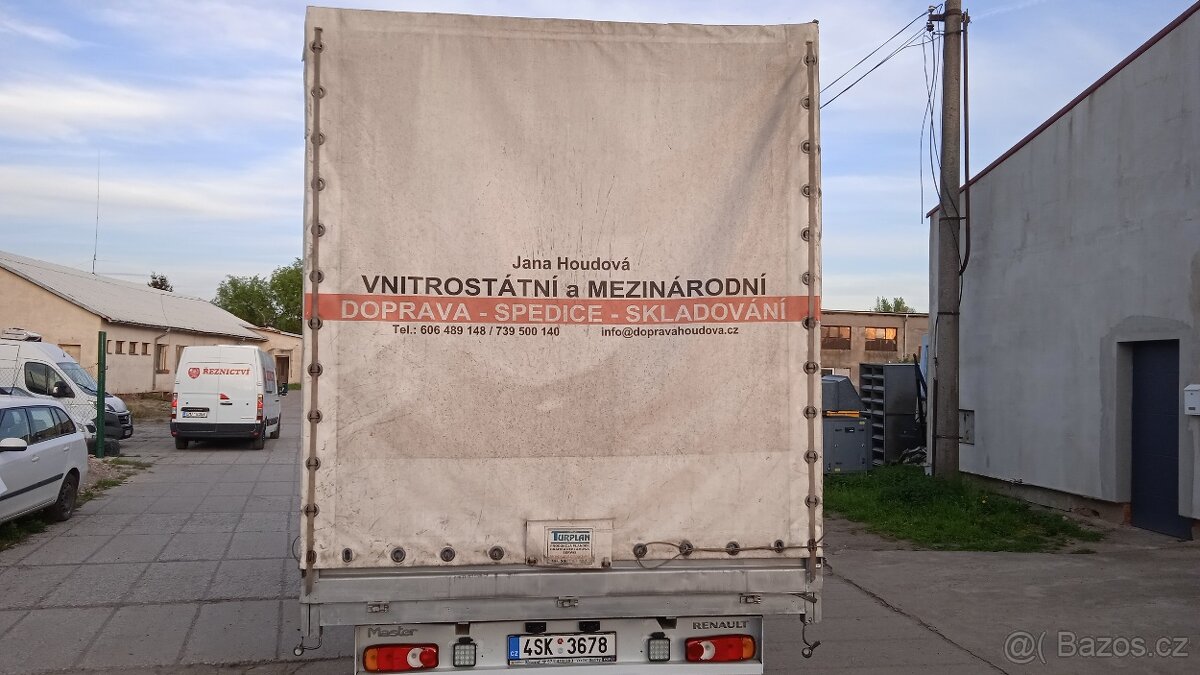 Jana Houdová
VNITROSTÁTNÍ a MEZINÁRODNÍ
DOPRAVA - SPEDICE - SKLADOVÁNÍ
Tel.: 606 489 148 / 739 500 140 info@dopravahoudova.cz
ŘEZNICTVÍ
TURPLAN
Master
RENAULT
CZ
4SK 3678
@ Bazos.cz